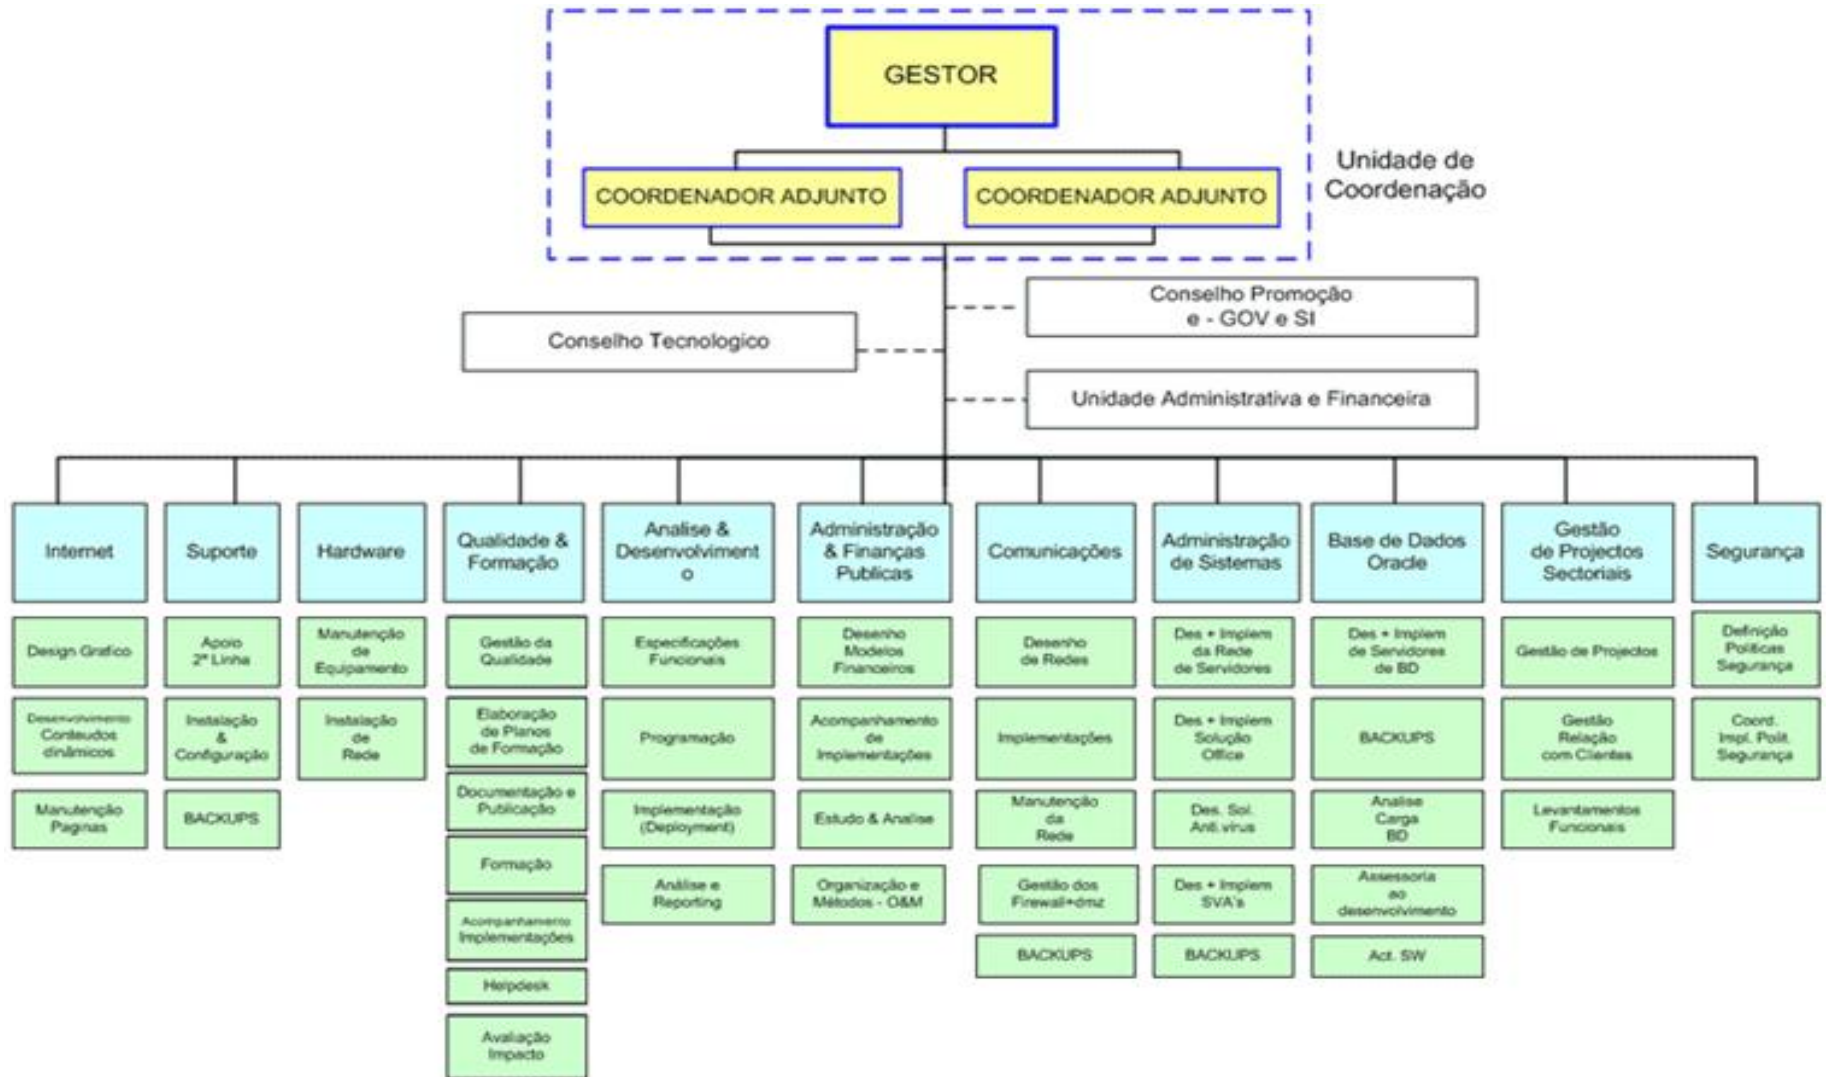 GESTOR
Unidade de
Coordenação
COORDENADOR ADJUNTO
COORDENADOR ADJUNTO
Conselho Promoção
e - GOV e SI
Conselho Tecnologico
Unidade Administrativa e Financeira
Internet
Design Grafico
Desenvolvimento
Conteudos
dinâmicos
Manutenção
Paginas
Suporte
Apoio
2ª Linha
Instalação
&
Configuração
BACKUPS
Hardware
Manutenção
de
Equipamento
Instalação
de
Rede
Qualidade &
Formação
Gestão da
Qualidade
Elaboração
de Planos
de Formação
Documentação e
Publicação
Formação
Acompanhamento
Implementações
Helpdesk
Avaliação
Impacto
Analise &
Desenvolviment
o
Especificações
Funcionais
Programação
Implementação
(Deployment)
Análise e
Reporting
Administração
& Finanças
Publicas
Desenho
Modelos
Financeiros
Acompanhamento
de
Implementações
Estudo & Analise
Organização e
Métodos - O&M
Comunicações
Desenho
de Redes
Implementações
Manutenção
da
Rede
Gestão dos
Firewall+dmz
BACKUPS
Administração
de Sistemas
Des + Implem
da Rede
de Servidores
Des + Implem
Solução
Office
Des. Sol.
Anti.virus
Des + Implem
SVA's
BACKUPS
Base de Dados
Oracle
Des + Implem
de Servidores
de BD
BACKUPS
Analise
Carga
BD
Assessoria
ao
desenvolvimento
Act. SW
Gestão
de Projectos
Sectoriais
Gestão de Projectos
Gestão
Relação
com Clientes
Levantamentos
Funcionais
Segurança
Definição
Politicas
Segurança
Coord.
Impl. Polit.
Segurança